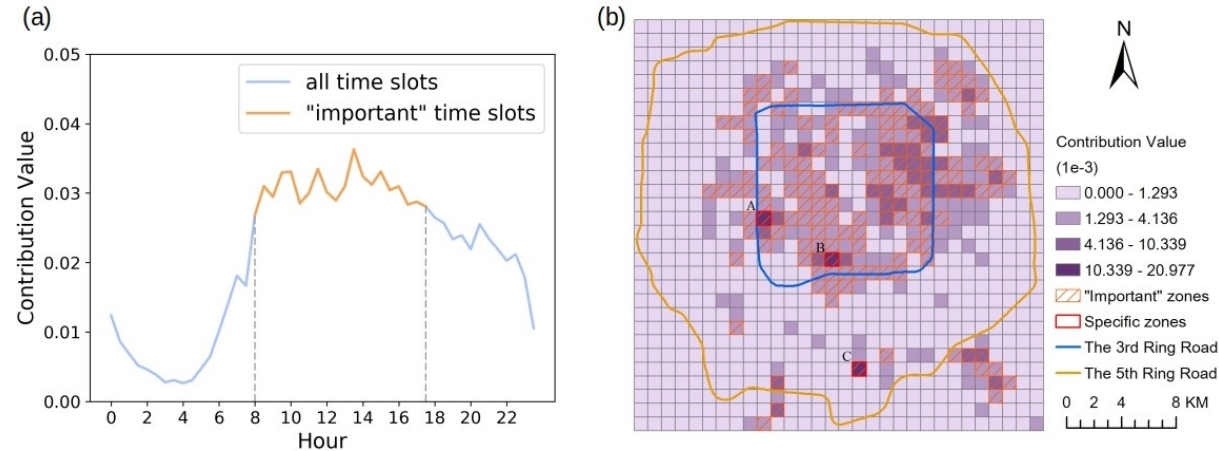 (a)
0.05
0.04
0.03
0.02
0.01
0.00
Contribution Value
all time slots
"important" time slots
0 2 4 6 8 10 12 14 16 18 20 22
Hour
(b)
A
B
C
N
Contribution Value
(1e-3)
0.000 - 1.293
1.293 - 4.136
4.136 - 10.339
10.339 - 20.977
"Important" zones
Specific zones
The 3rd Ring Road
The 5th Ring Road
0 2 4 8 KM